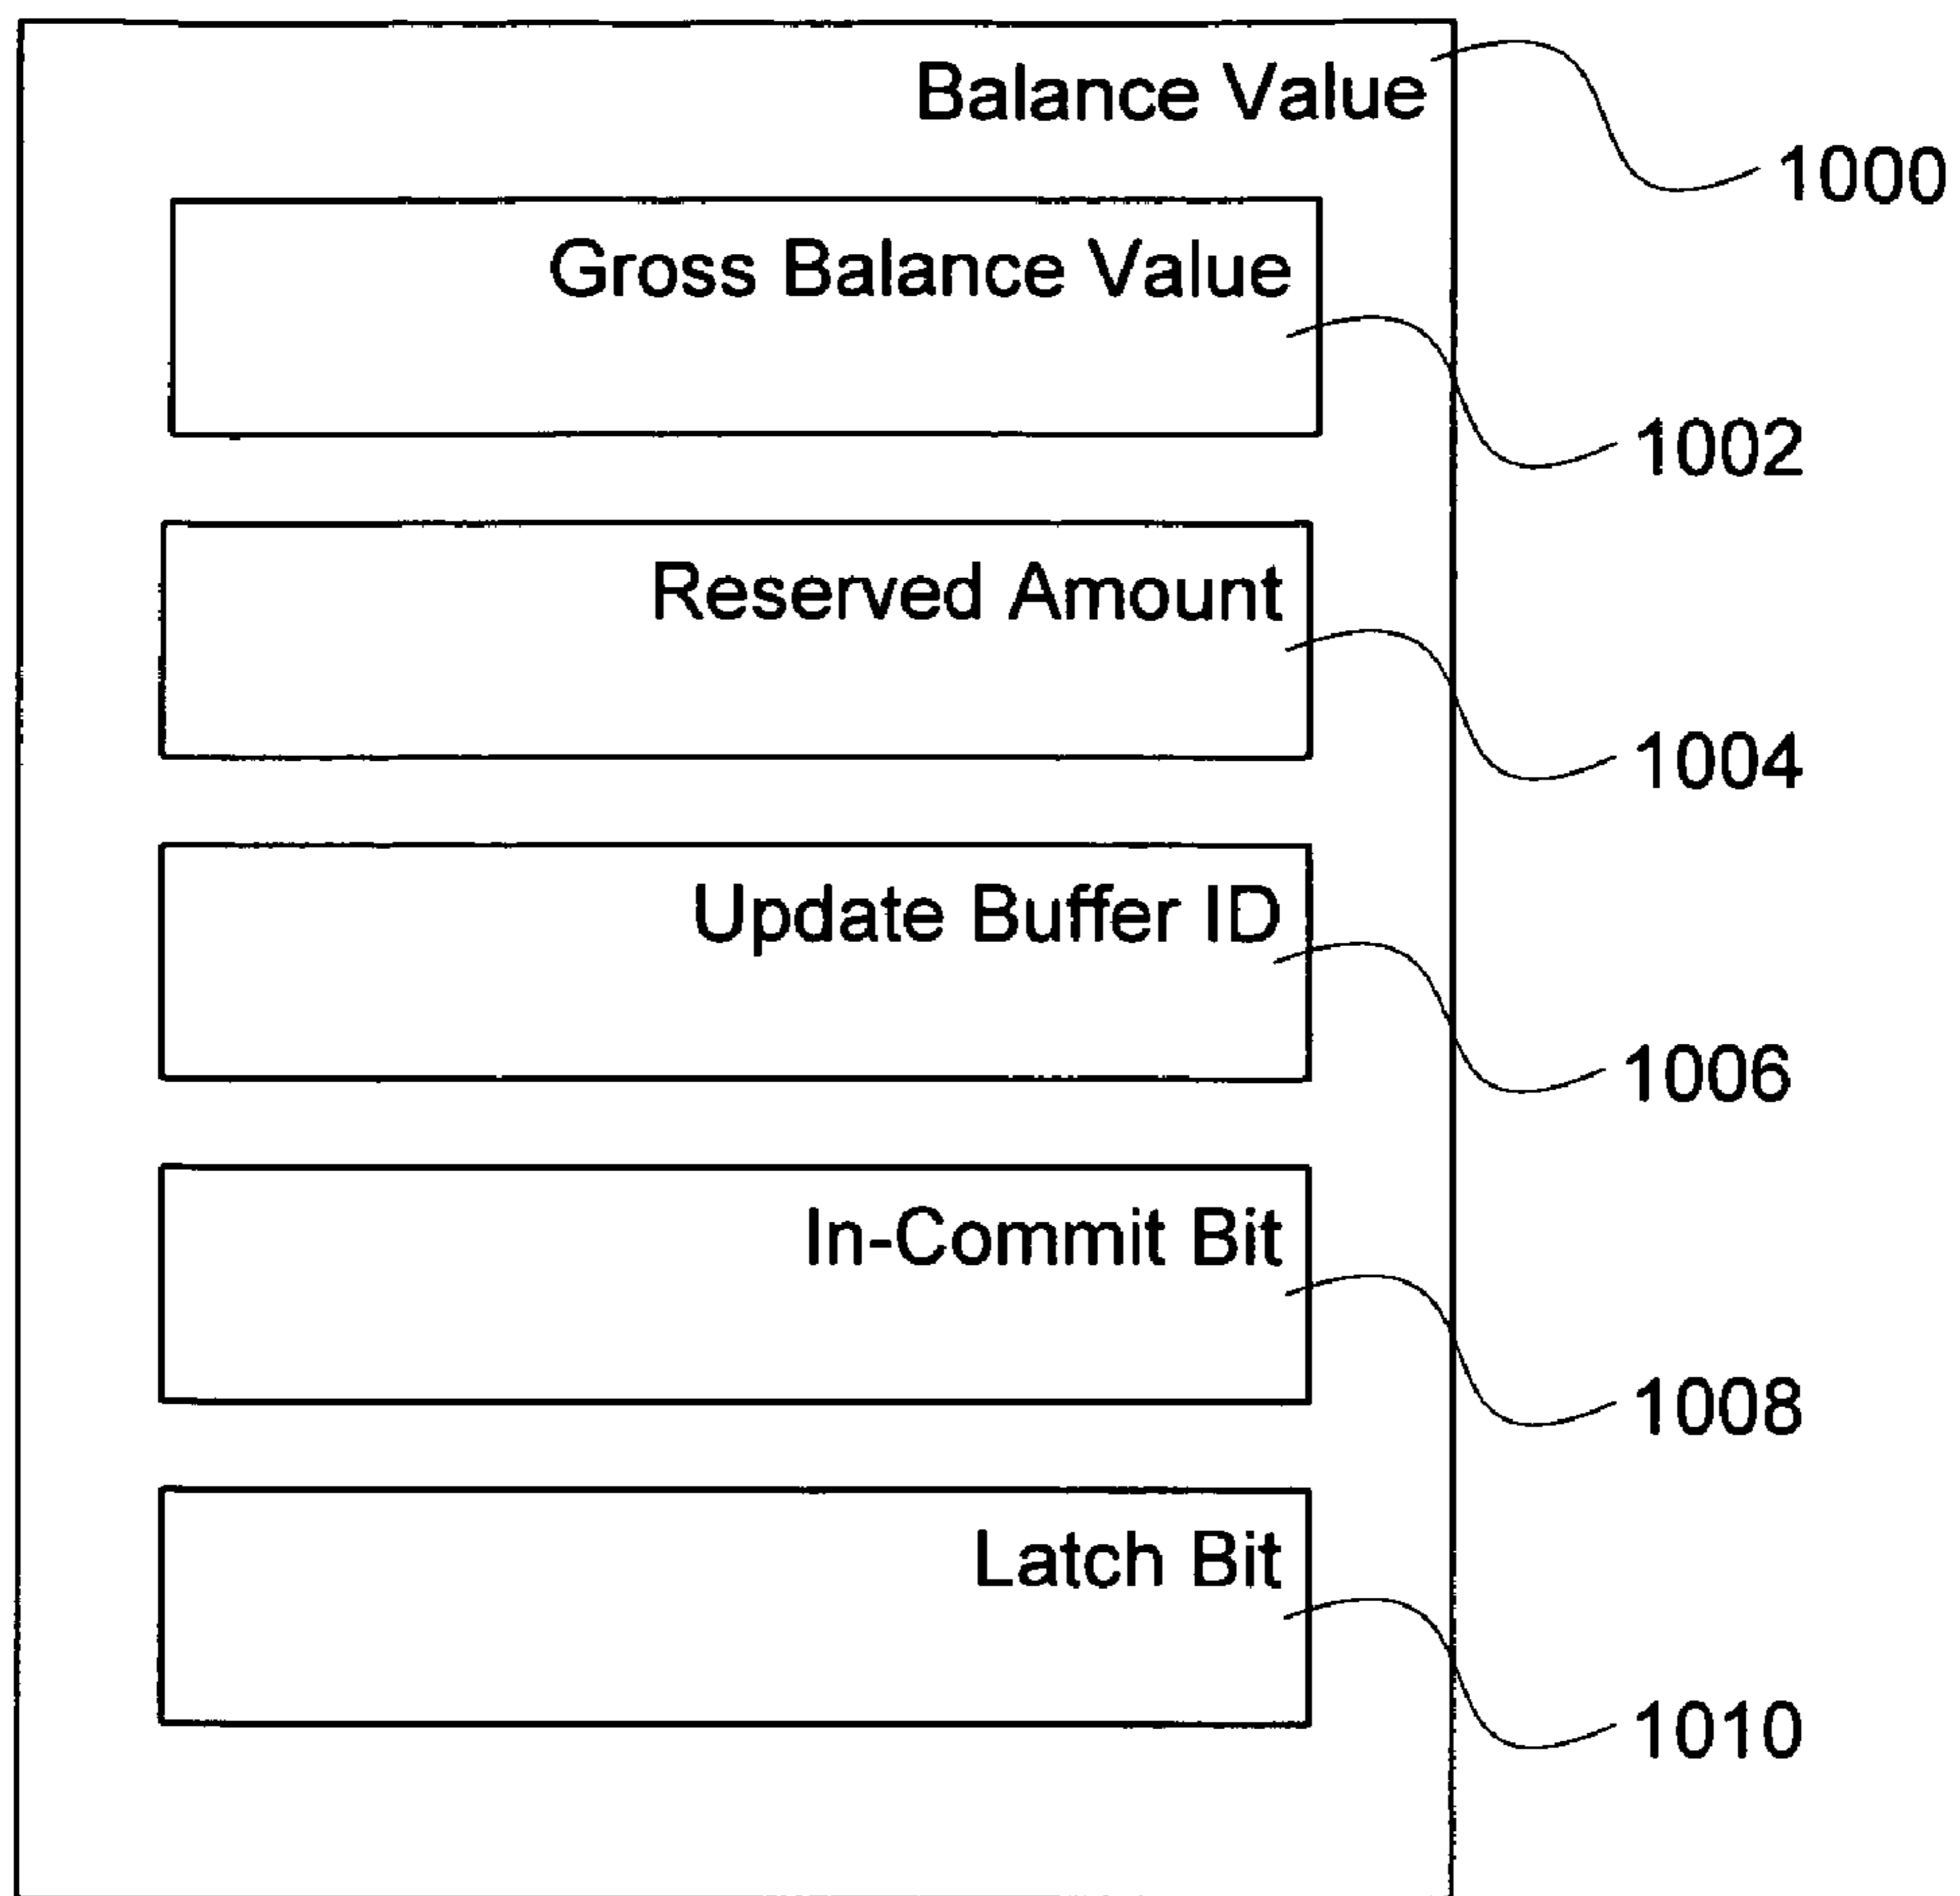 Balance Value
1000
Gross Balance Value
1002
Reserved Amount
1004
Update Buffer ID
1006
In-Commit Bit
1008
Latch Bit
1010